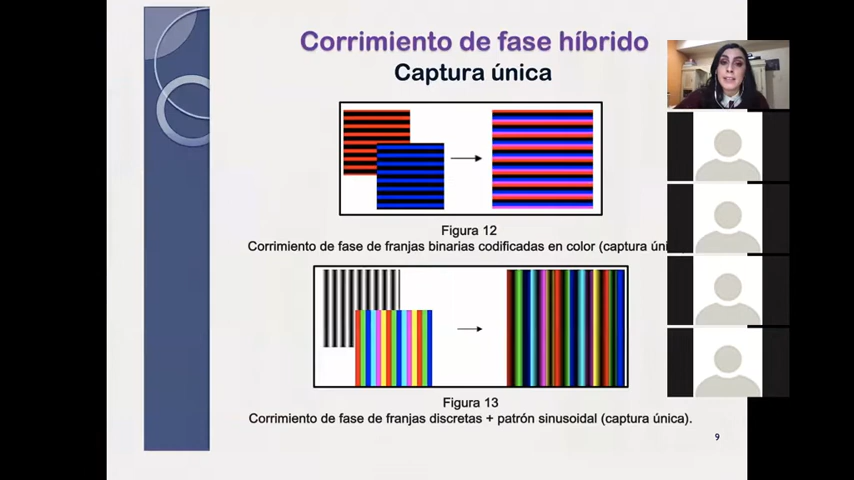 Corrimiento de fase híbrido
Captura única
Figura 12
Corrimiento de fase de franjas binarias codificadas en color (captura úni
Figura 13
Corrimiento de fase de franjas discretas + patrón sinusoidal (captura única).
9